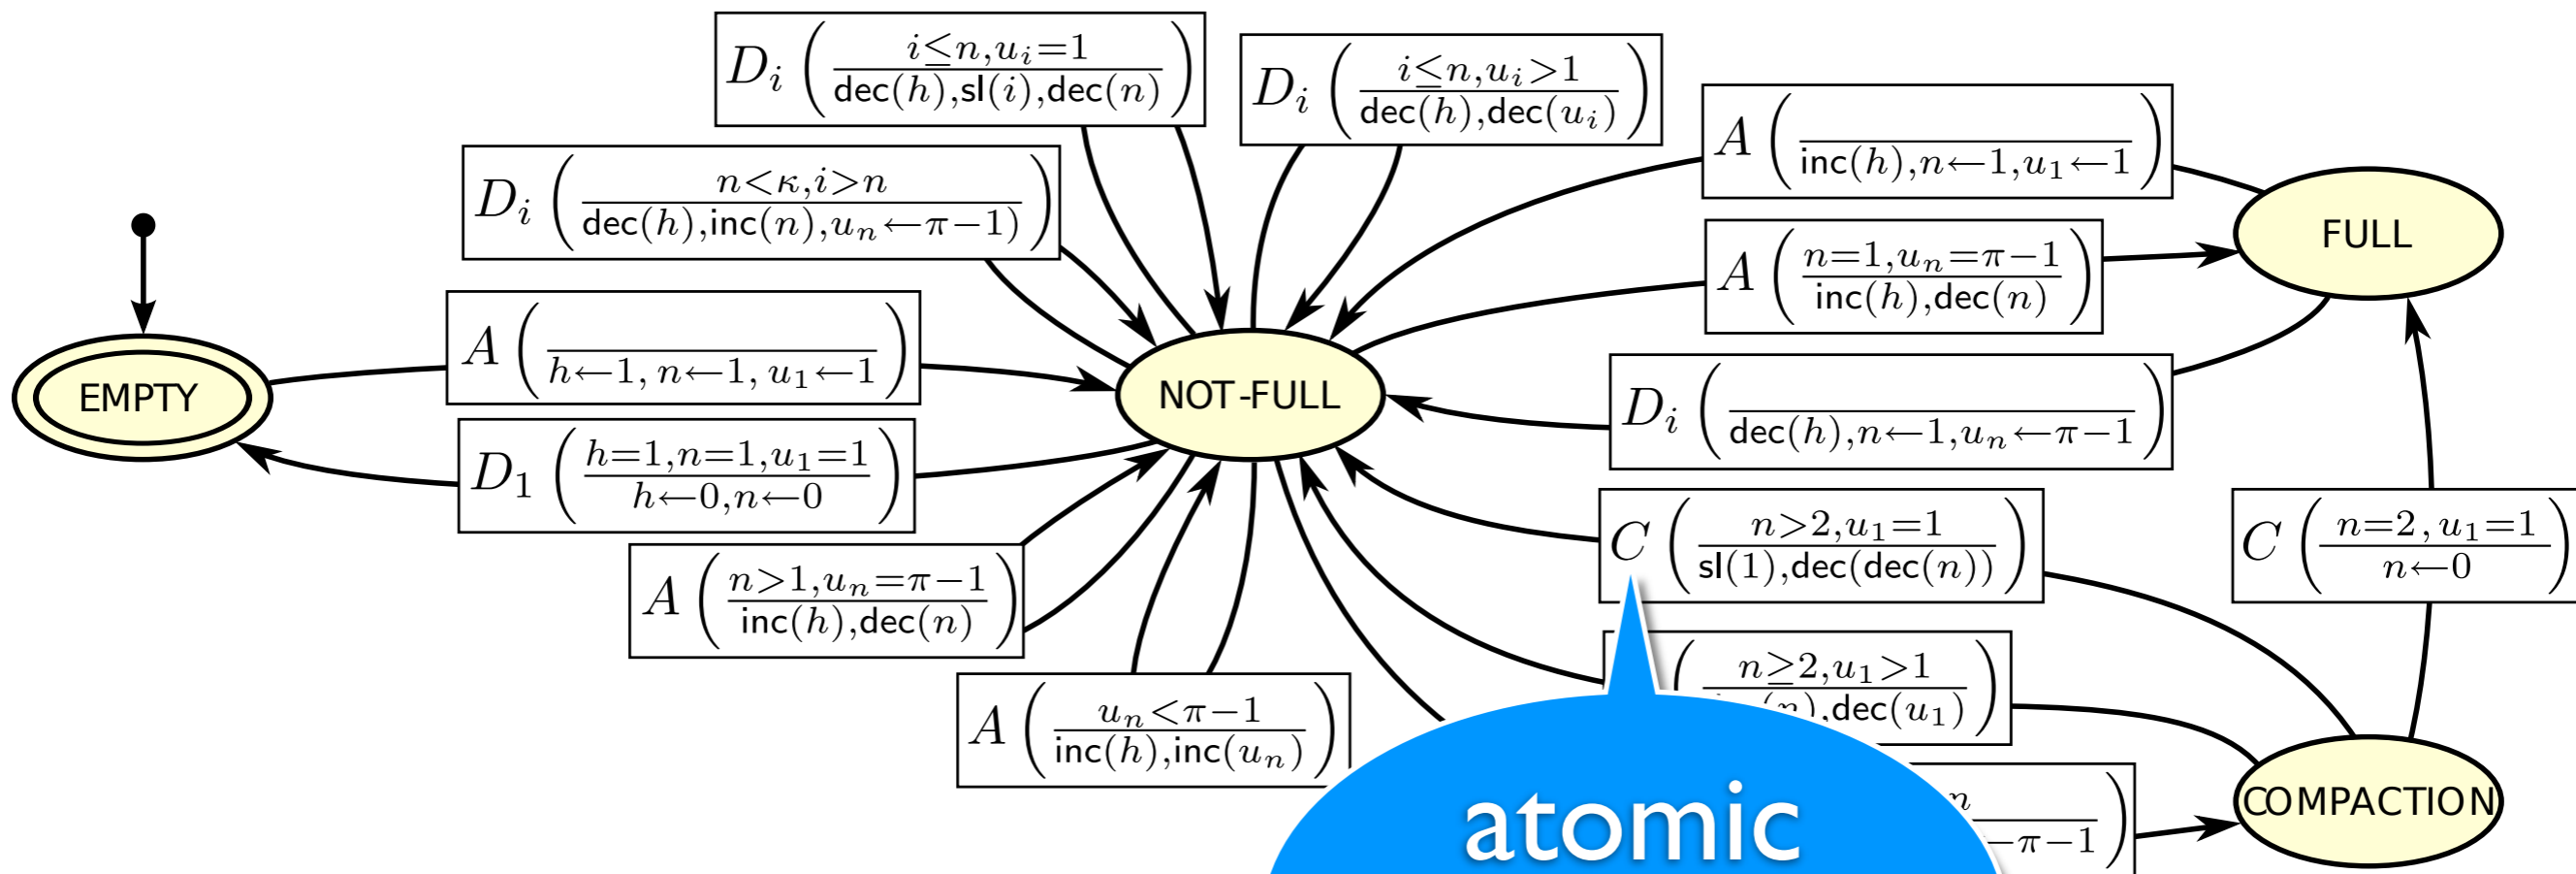 D_i ( i≤n,u_i=1 / dec(h),sl(i),dec(n) )
D_i ( i≤n,u_i>1 / dec(h),dec(u_i) )
A ( / inc(h),n←1,u_1←1 )
D_i ( n<κ,i>n / dec(h),inc(n),u_n←π−1) )
FULL
A ( n=1,u_n=π−1 / inc(h),dec(n) )
A ( / h←1, n←1, u_1←1 )
EMPTY
NOT-FULL
D_i ( / dec(h),n←1,u_n←π−1 )
D_1 ( h=1,n=1,u_1=1 / h←0,n←0 )
C ( n>2,u_1=1 / sl(1),dec(dec(n)) )
C ( n=2,u_1=1 / n←0 )
A ( n>1,u_n=π−1 / inc(h),dec(n) )
( n≥2,u_1>1 / (n),dec(u_1) )
A ( u_n<π−1 / inc(h),inc(u_n) )
COMPACTION
n / −π−1 )
atomic